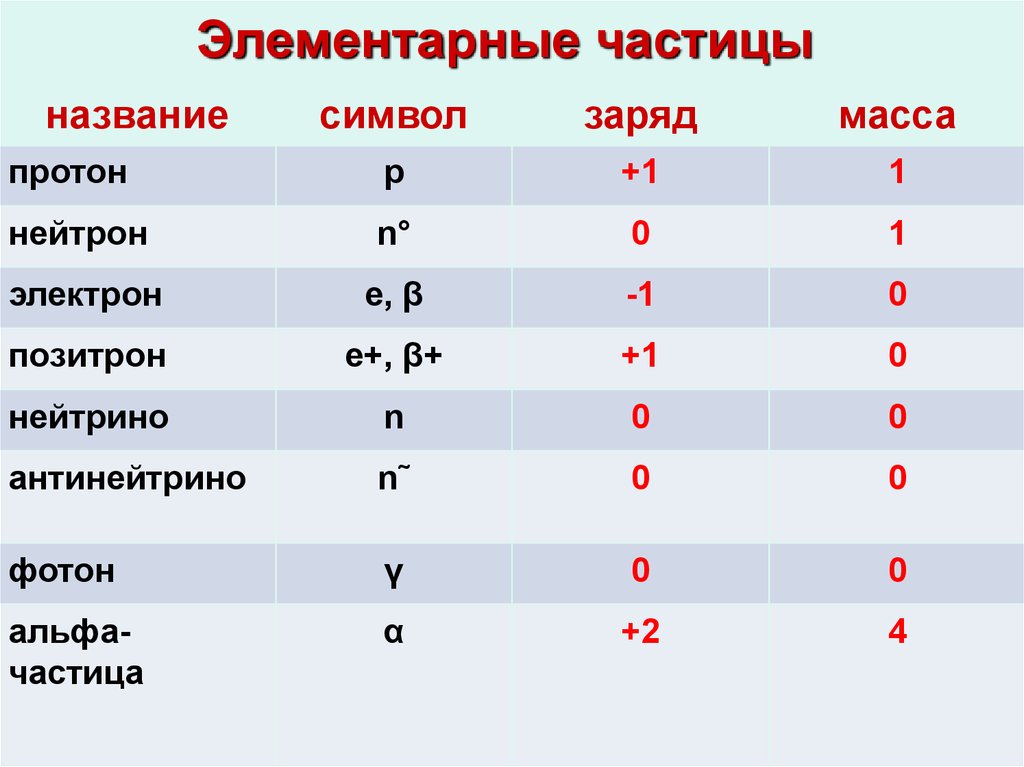 Элементарные частицы
название символ заряд масса
протон p +1 1
нейтрон n° 0 1
электрон e, β -1 0
позитрон e+, β+ +1 0
нейтрино n 0 0
антинейтрино n˜ 0 0
фотон γ 0 0
альфа- α +2 4
частица